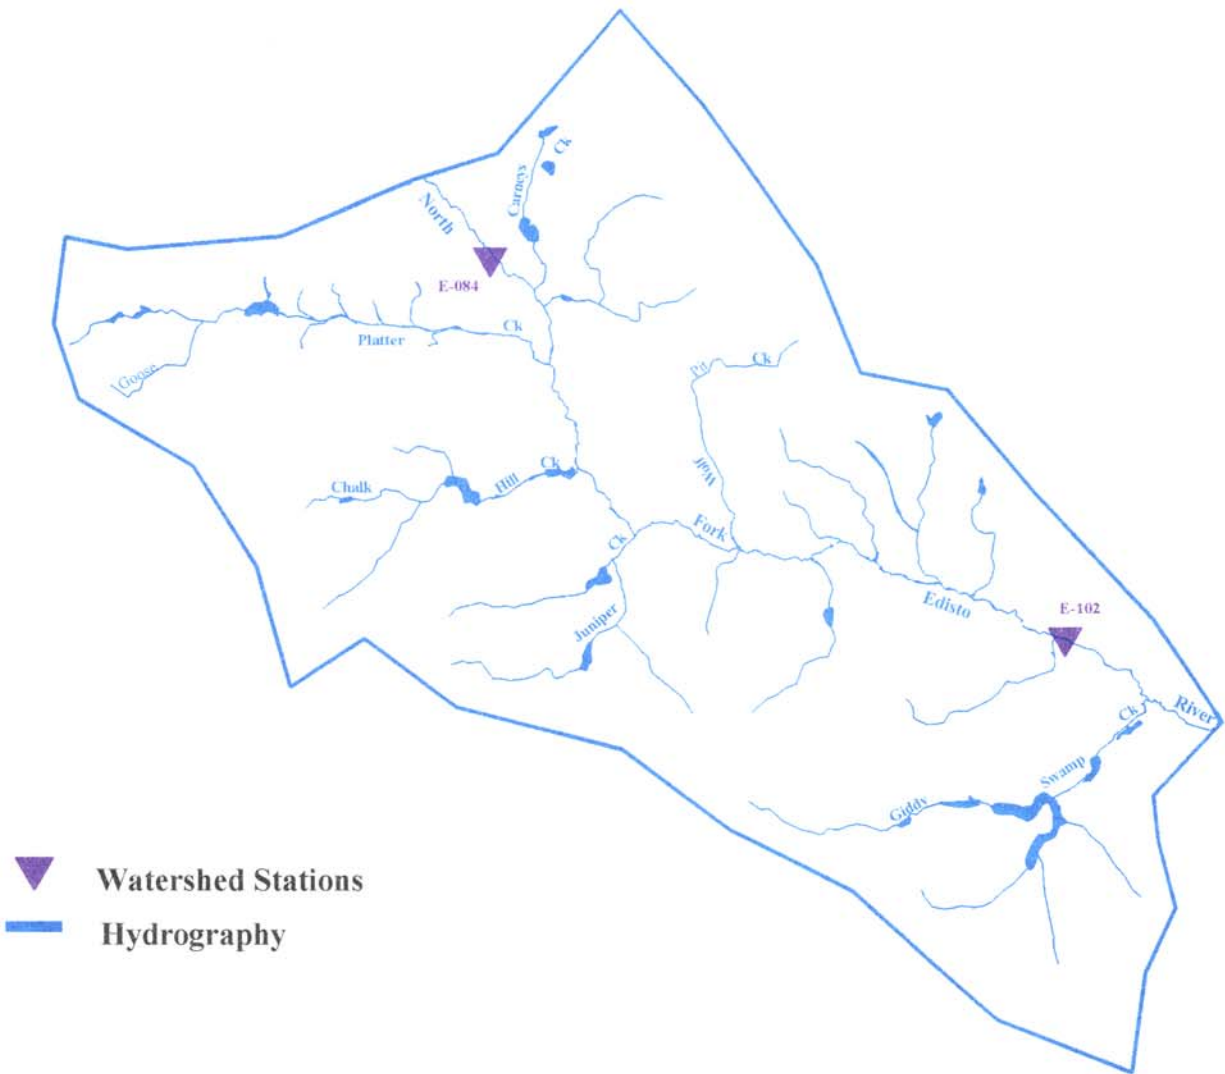 Ck
Carneys
North
E-084
Ck
Platter
Goose
Pit
Ck
Wolf
Ck
Chalk
Hill
Fork
Ck
Edisto
E-102
Juniper
River
Ck
Swamp
Giddy
Watershed Stations
Hydrography